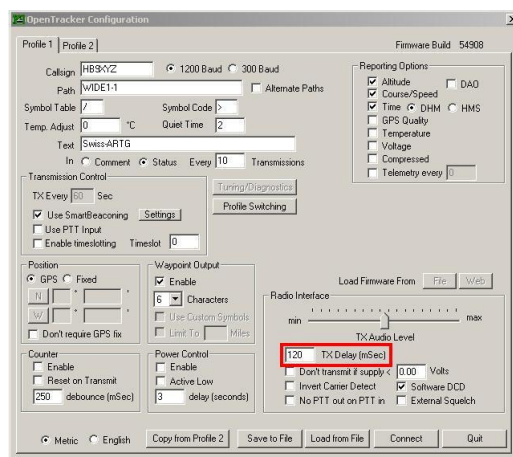 OpenTracker Configuration
Profile 1 Profile 2
Firmware Build 54908
Callsign HB9XYZ 1200 Baud 300 Baud
Path WIDE1-1 Alternate Paths
Symbol Table / Symbol Code >
Temp. Adjust 0 °C Quiet Time 2
Text Swiss-ARTG
In Comment Status Every 10 Transmissions
Reporting Options
Altitude DAO
Course/Speed
Time DHM HMS
GPS Quality
Temperature
Voltage
Compressed
Telemetry every 0
Transmission Control
TX Every 60 Sec
Use SmartBeaconing Settings
Use PTT Input
Enable timeslotting Timeslot 0
Tuning/Diagnostics
Profile Switching
Position
GPS Fixed
N ° '
W ° '
Don't require GPS fix
Waypoint Output
Enable
6 Characters
Use Custom Symbols
Limit To Miles
Load Firmware From File Web
Radio Interface
min max
TX Audio Level
120 TX Delay (mSec)
Don't transmit if supply < 0.00 Volts
Invert Carrier Detect Software DCD
No PTT out on PTT in External Squelch
Counter
Enable
Reset on Transmit
250 debounce (mSec)
Power Control
Enable
Active Low
3 delay (seconds)
Metric English Copy from Profile 2 Save to File Load from File Connect Quit